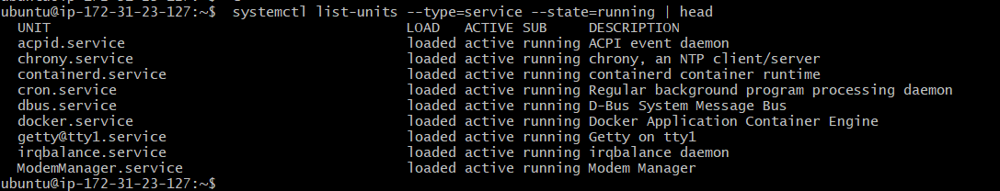 ubuntu@ip-172-31-23-127:~$  systemctl list-units --type=service --state=running | head
  UNIT                                              LOAD   ACTIVE SUB     DESCRIPTION
  acpid.service                                     loaded active running ACPI event daemon
  chrony.service                                    loaded active running chrony, an NTP client/server
  containerd.service                                loaded active running containerd container runtime
  cron.service                                      loaded active running Regular background program processing daemon
  dbus.service                                      loaded active running D-Bus System Message Bus
  docker.service                                    loaded active running Docker Application Container Engine
  getty@tty1.service                                loaded active running Getty on tty1
  irqbalance.service                                loaded active running irqbalance daemon
  ModemManager.service                              loaded active running Modem Manager
ubuntu@ip-172-31-23-127:~$